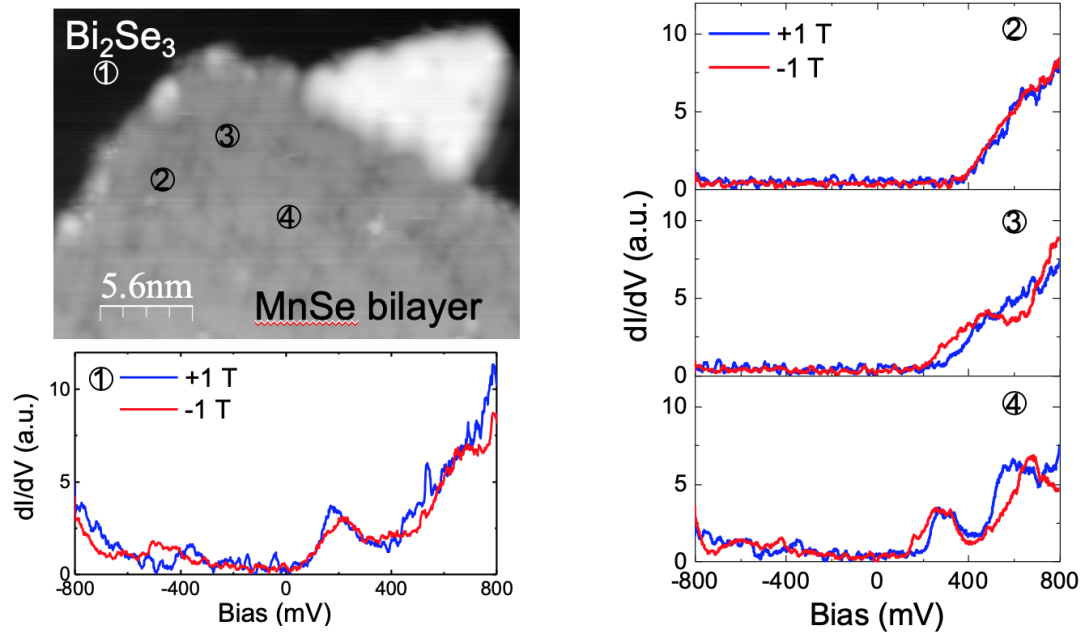 Bi₂Se₃
①
③
②
④
5.6nm
MnSe bilayer
①
+1 T
-1 T
10
5
0
dI/dV (a.u.)
-800
-400
0
400
800
Bias (mV)
②
+1 T
-1 T
10
5
0
③
10
5
0
dI/dV (a.u.)
④
10
5
0
-800
-400
0
400
800
Bias (mV)